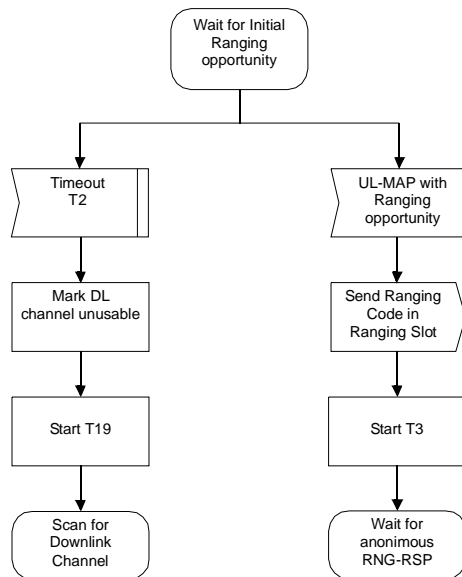 Wait for Initial
Ranging
opportunity
Timeout
T2
UL-MAP with
Ranging
opportunity
Mark DL
channel unusable
Send Ranging
Code in
Ranging Slot
Start T19
Start T3
Scan for
Downlink
Channel
Wait for
anonimous
RNG-RSP